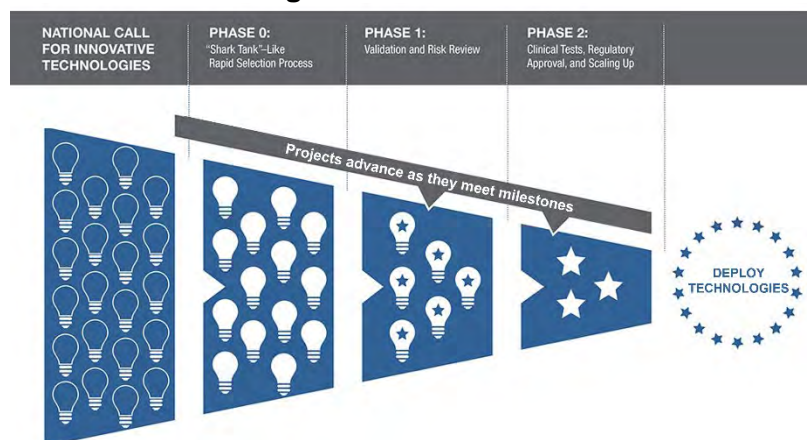 NATIONAL CALL
FOR INNOVATIVE
TECHNOLOGIES
PHASE 0:
“Shark Tank”–Like
Rapid Selection Process
PHASE 1:
Validation and Risk Review
PHASE 2:
Clinical Tests, Regulatory
Approval, and Scaling Up
Projects advance as they meet milestones
DEPLOY
TECHNOLOGIES